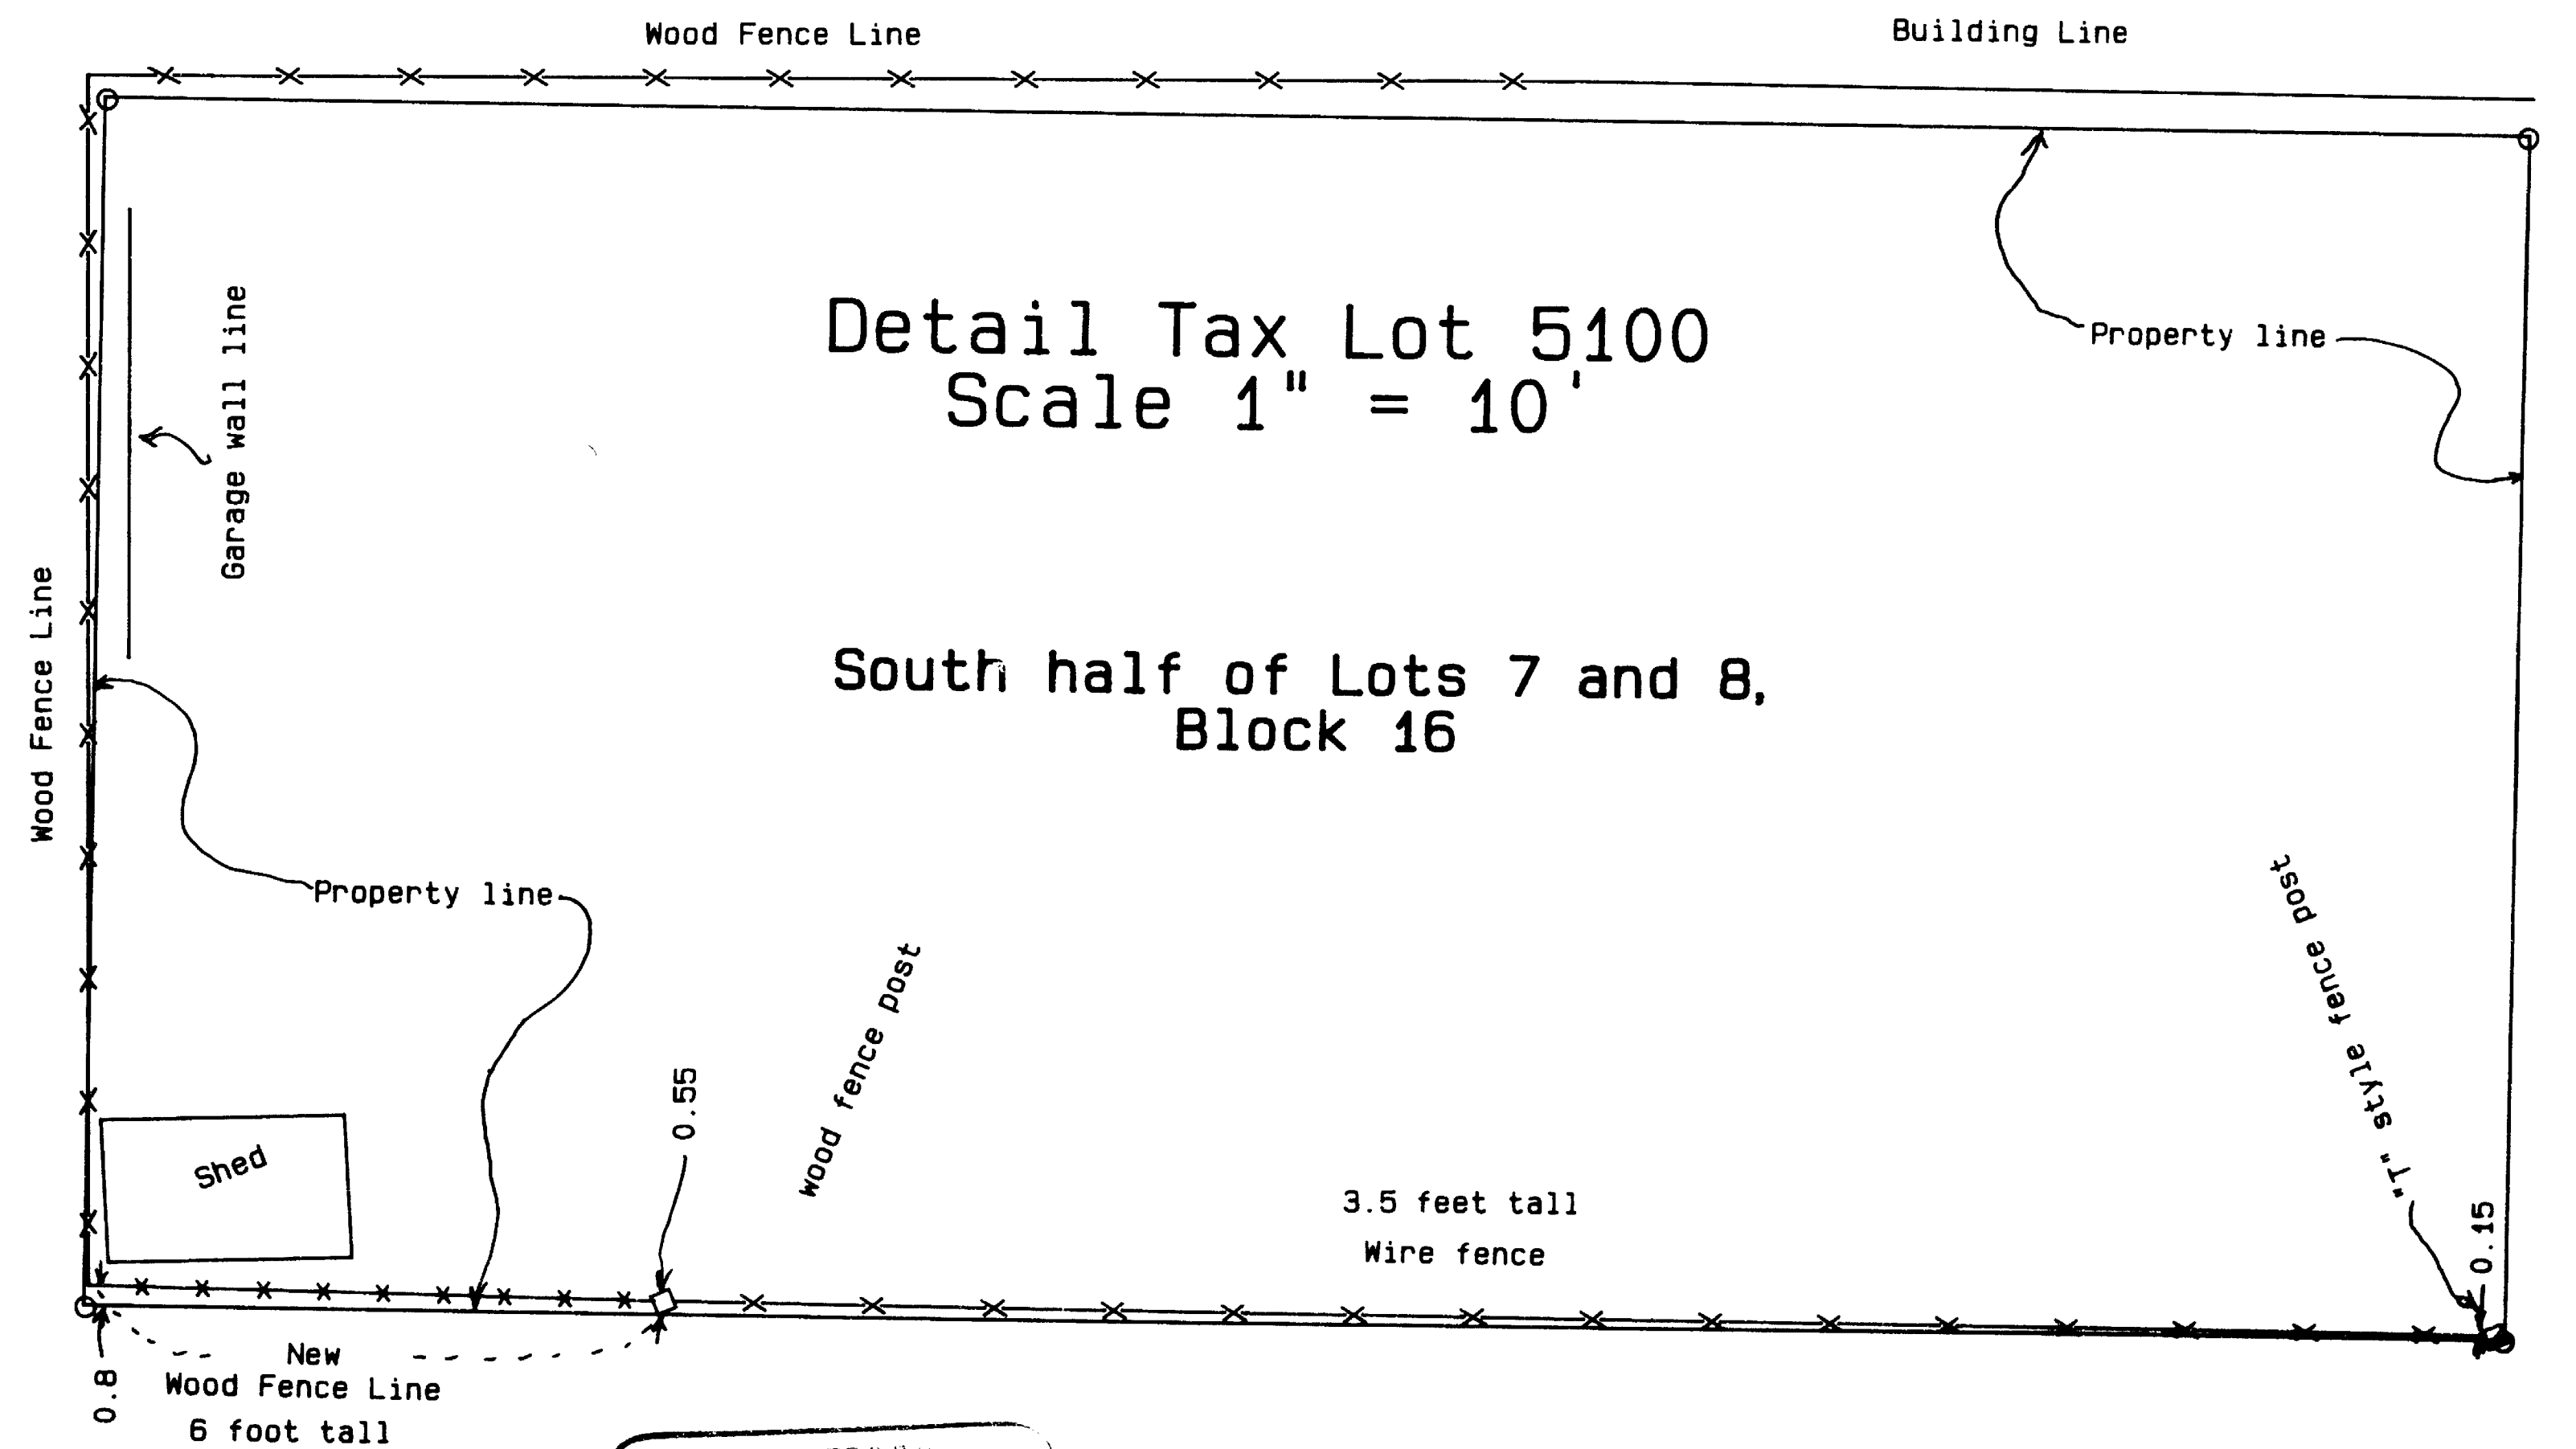 Wood Fence Line
Building Line
Garage wall line
Detail Tax Lot 5100
Scale 1" = 10'
Property line
Wood Fence Line
South half of Lots 7 and 8,
Block 16
Property line
wood fence post
"T" style fence post
0.55
Shed
3.5 feet tall
Wire fence
0.15
0.8
New
Wood Fence Line
6 foot tall